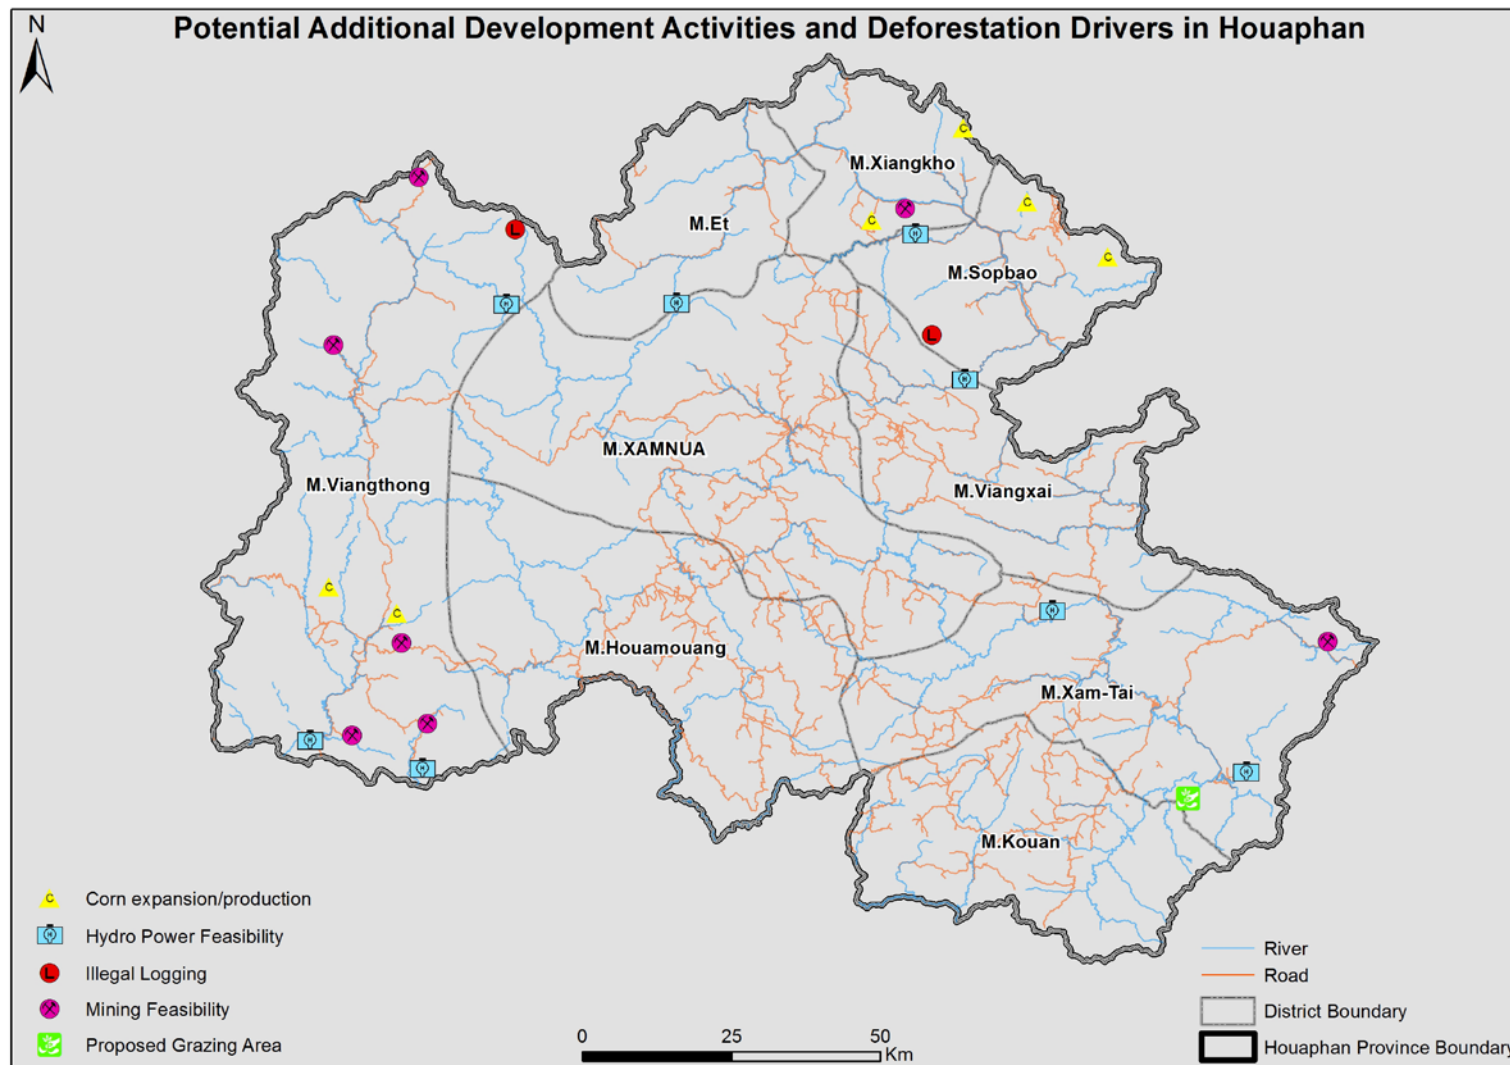 Potential Additional Development Activities and Deforestation Drivers in Houaphan
N
C
M.Xiangkho
L
C
C
M.Et
H
M.Sopbao
C
H
H
L
H
M.XAMNUA
M.Viangthong
M.Viangxai
C
C
H
M.Houamouang
M.Xam-Tai
H
H
H
M.Kouan
C Corn expansion/production
H Hydro Power Feasibility
L Illegal Logging
Mining Feasibility
Proposed Grazing Area
0 25 50
Km
River
Road
District Boundary
Houaphan Province Boundary